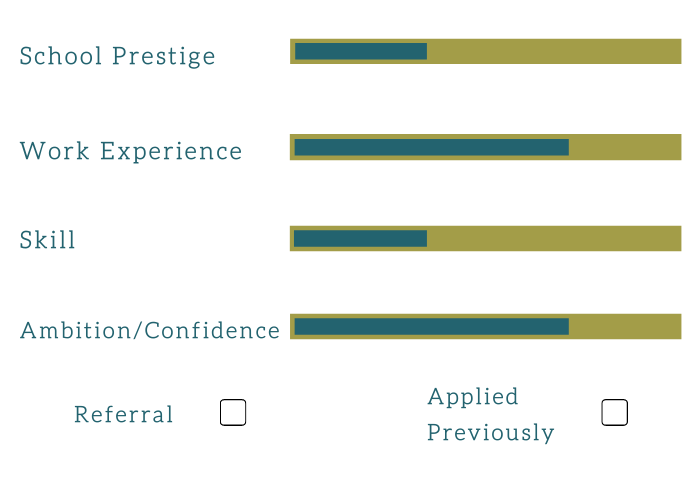 School Prestige
Work Experience
Skill
Ambition/Confidence
Referral
Applied
Previously